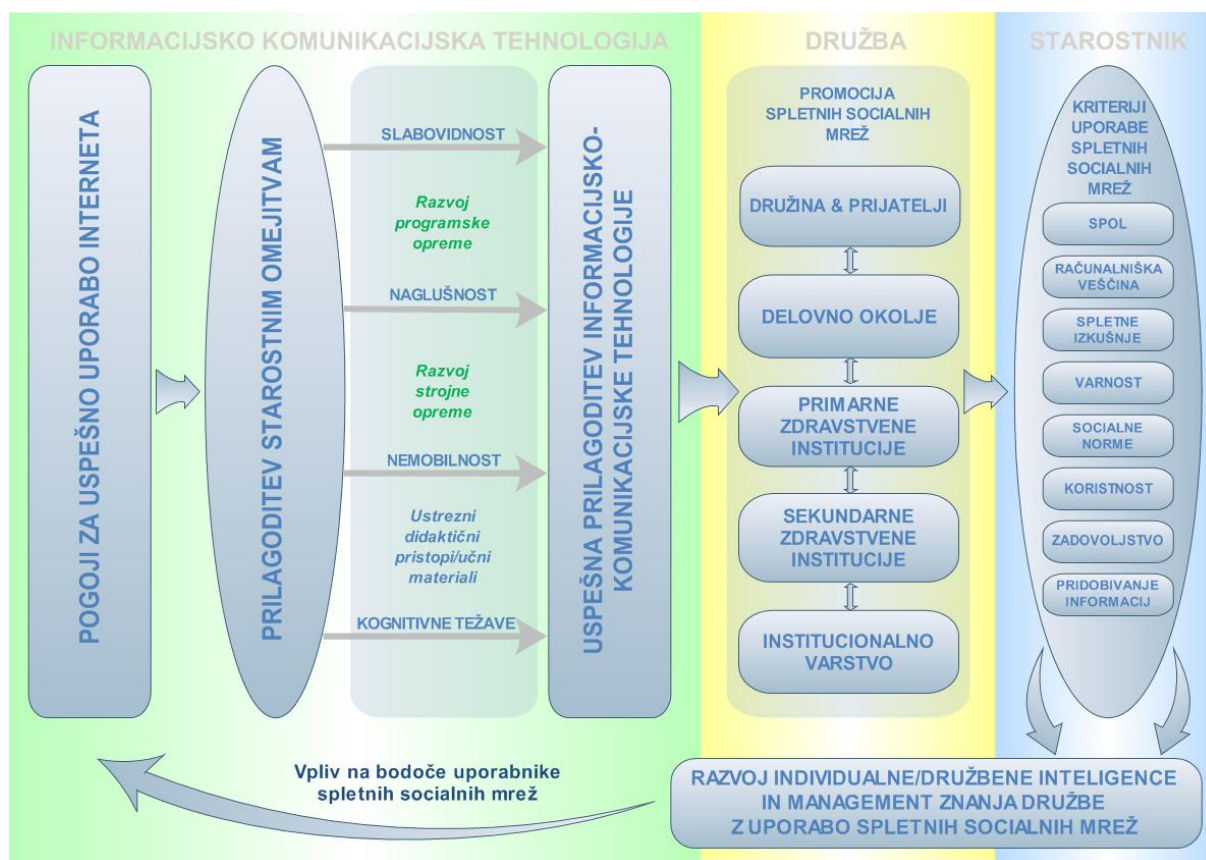 INFORMACIJSKO KOMUNIKACIJSKA TEHNOLOGIJA
DRUŽBA
STAROSTNIK
POGOJI ZA USPEŠNO UPORABO INTERNETA
PRILAGODITEV STAROSTNIM OMEJITVAM
SLABOVIDNOST
Razvoj
programske
opreme
NAGLUŠNOST
Razvoj
strojne
opreme
NEMOBILNOST
Ustrezni
didaktični
pristopi/učni
materiali
KOGNITIVNE TEŽAVE
USPEŠNA PRILAGODITEV INFORMACIJSKO-
KOMUNIKACIJSKE TEHNOLOGIJE
PROMOCIJA
SPLETNIH SOCIALNIH
MREŽ
DRUŽINA & PRIJATELJI
DELOVNO OKOLJE
PRIMARNE
ZDRAVSTVENE
INSTITUCIJE
SEKUNDARNE
ZDRAVSTVENE
INSTITUCIJE
INSTITUCIONALNO
VARSTVO
KRITERIJI
UPORABE
SPLETNIH
SOCIALNIH
MREŽ
SPOL
RAČUNALNIŠKA
VEŠČINA
SPLETNE
IZKUŠNJE
VARNOST
SOCIALNE
NORME
KORISTNOST
ZADOVOLJSTVO
PRIDOBIVANJE
INFORMACIJ
Vpliv na bodoče uporabnike
spletnih socialnih mrež
RAZVOJ INDIVIDUALNE/DRUŽBENE INTELIGENCE
IN MANAGEMENT ZNANJA DRUŽBE
Z UPORABO SPLETNIH SOCIALNIH MREŽ